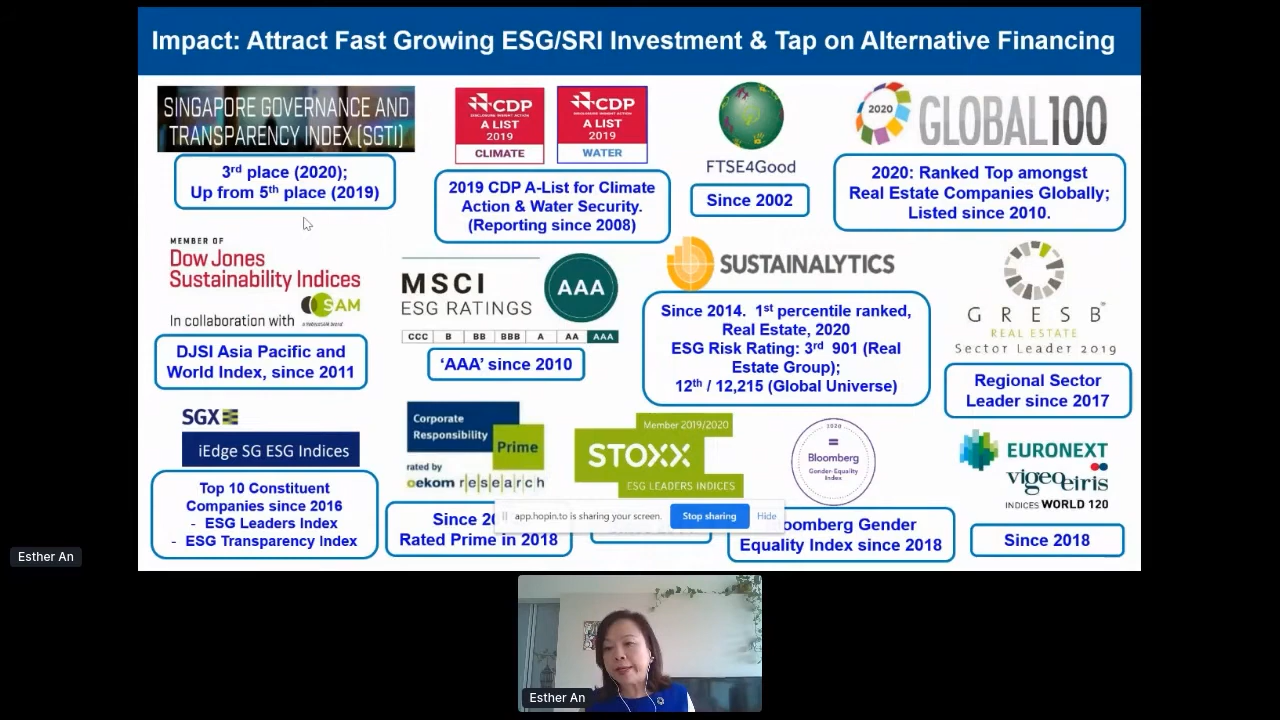 Impact: Attract Fast Growing ESG/SRI Investment & Tap on Alternative Financing
SINGAPORE GOVERNANCE AND
TRANSPARENCY INDEX (SGTI)
3rd place (2020);
Up from 5th place (2019)
CDP
DISCLOSURE INSIGHT ACTION
A LIST
2019
CLIMATE
CDP
DISCLOSURE INSIGHT ACTION
A LIST
2019
WATER
2019 CDP A-List for Climate
Action & Water Security.
(Reporting since 2008)
FTSE4Good
Since 2002
2020
GLOBAL100
2020: Ranked Top amongst
Real Estate Companies Globally;
Listed since 2010.
MEMBER OF
Dow Jones
Sustainability Indices
In collaboration with
SAM
DJSI Asia Pacific and
World Index, since 2011
MSCI
ESG RATINGS
AAA
CCC B BB BBB A AA AAA
‘AAA’ since 2010
SUSTAINALYTICS
Since 2014. 1st percentile ranked,
Real Estate, 2020
ESG Risk Rating: 3rd 901 (Real
Estate Group);
12th / 12,215 (Global Universe)
GRESB
REAL ESTATE
Sector Leader 2019
Regional Sector
Leader since 2017
SGX
iEdge SG ESG Indices
Top 10 Constituent
Companies since 2016
- ESG Leaders Index
- ESG Transparency Index
Corporate
Responsibility
Prime
rated by
oekom research
Since
Rated Prime in 2018
Member 2019/2020
STOXX
ESG LEADERS INDICES
2020
Bloomberg
Gender-Equality
Index
Gender
Equality Index since 2018
EURONEXT
vigeoeiris
INDICES WORLD 120
Since 2018
app.hopin.to is sharing your screen.
Stop sharing
Hide
Esther An
Esther An